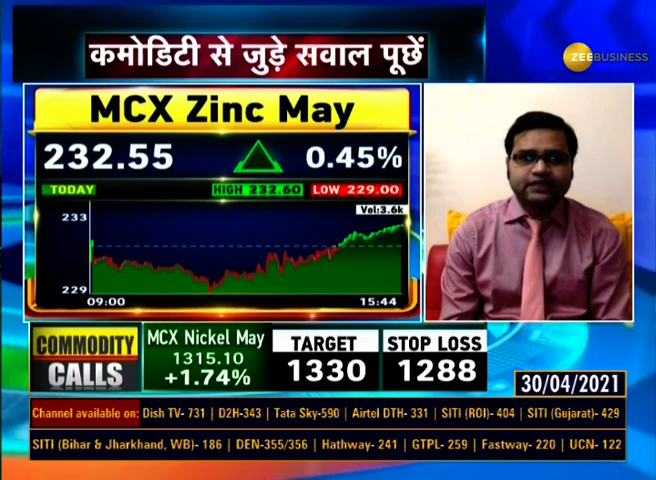 कमोडिटी से जुड़े सवाल पूछें
ZEEBUSINESS
MCX Zinc May
232.55 0.45%
TODAY HIGH 232.60 LOW 229.00
Vol:3.6k
233
229
09:00 15:44
COMMODITY
CALLS
MCX Nickel May
1315.10
+1.74%
TARGET
1330
STOP LOSS
1288
30/04/2021
Channel available on: Dish TV- 731 | D2H-343 | Tata Sky-590 | Airtel DTH- 331 | SITI (ROI)- 404 | SITI (Gujarat)- 429
SITI (Bihar & Jharkhand, WB)- 186 | DEN-355/356 | Hathway- 241 | GTPL- 259 | Fastway- 220 | UCN- 122